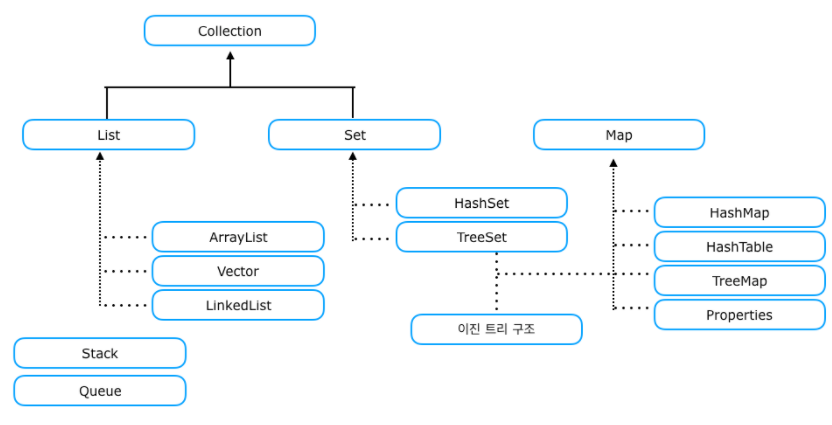 Collection
List
Set
Map
HashSet
TreeSet
HashMap
HashTable
TreeMap
Properties
ArrayList
Vector
LinkedList
이진 트리 구조
Stack
Queue